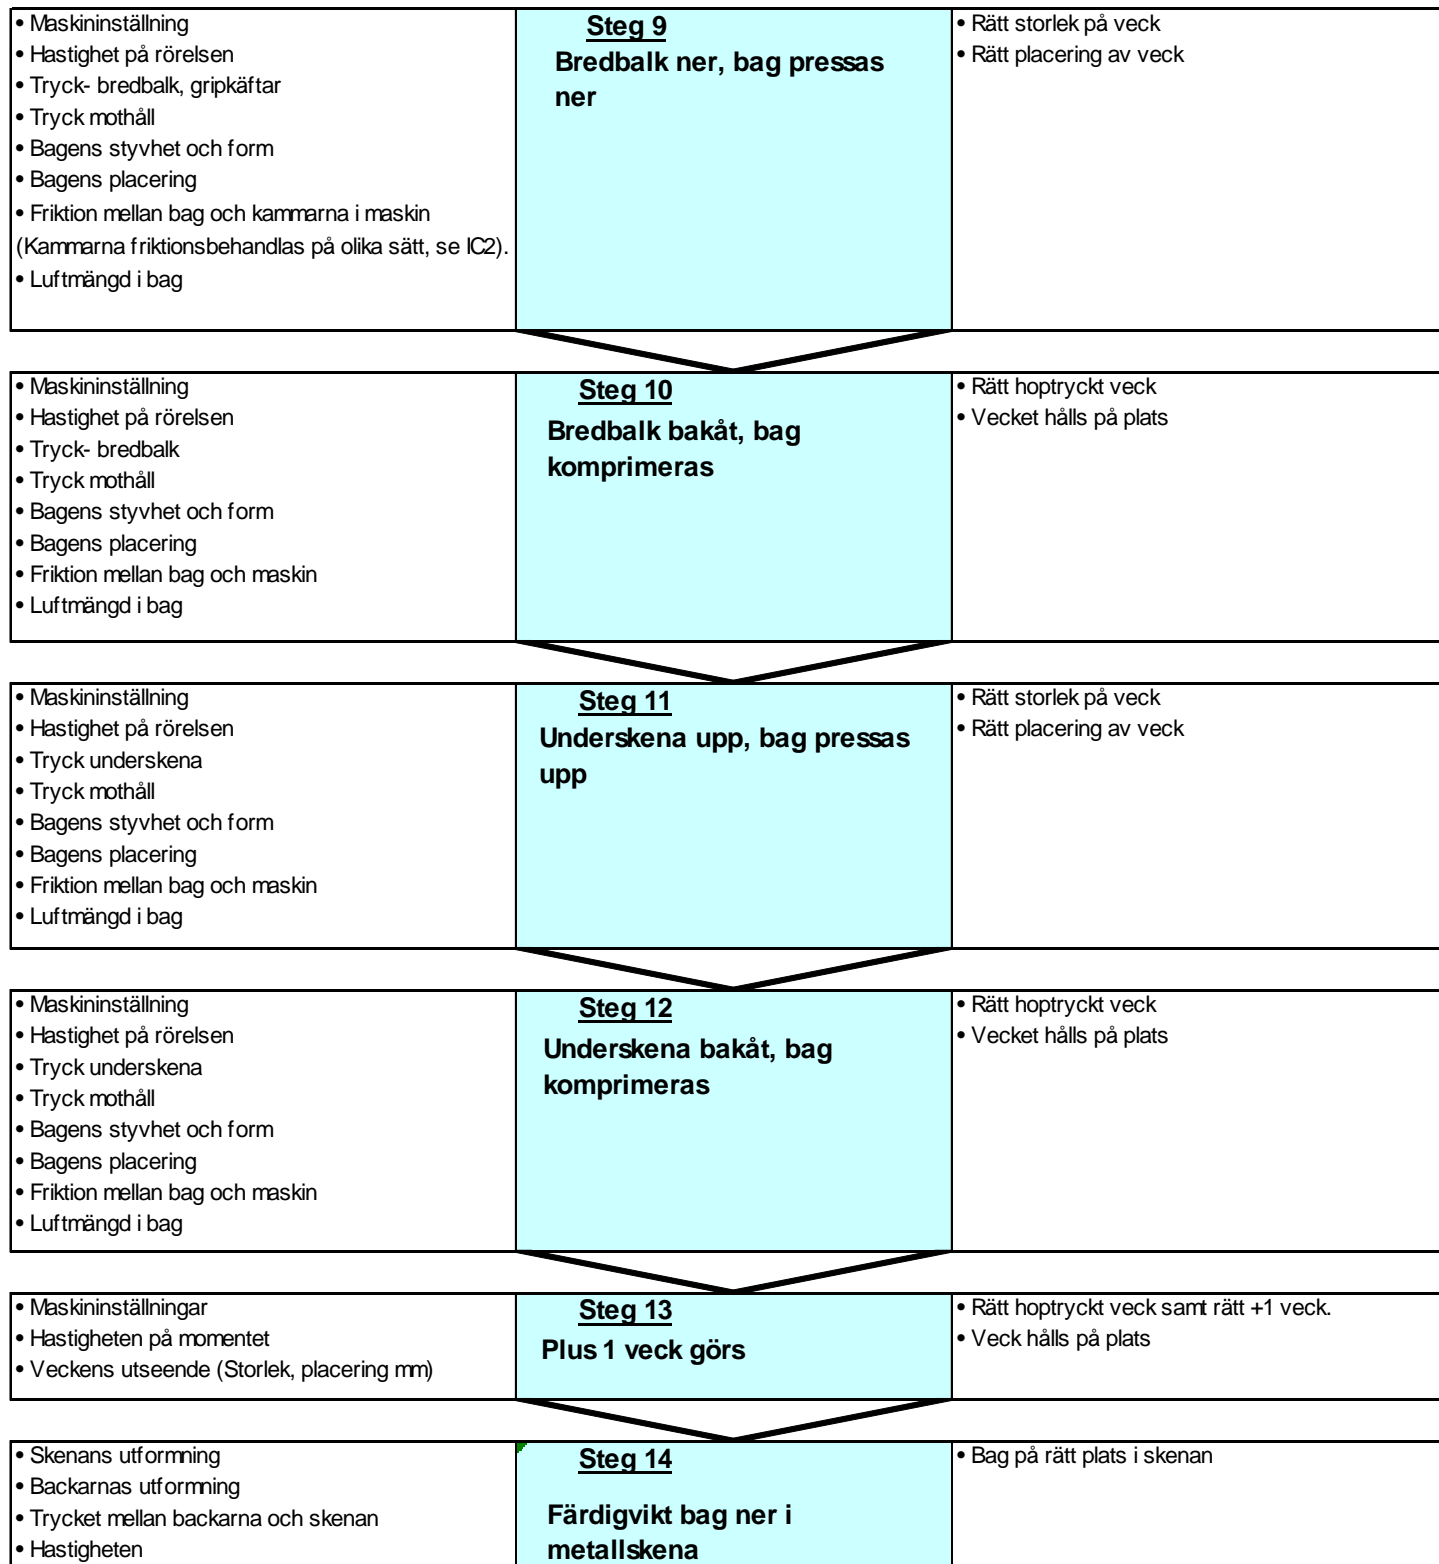 • Maskininställning
• Hastighet på rörelsen
• Tryck- bredbalk, gripkäftar
• Tryck mothåll
• Bagens styvhet och form
• Bagens placering
• Friktion mellan bag och kammarna i maskin
(Kammarna friktionsbehandlas på olika sätt, se IC2).
• Luftmängd i bag
Steg 9
Bredbalk ner, bag pressas
ner
• Rätt storlek på veck
• Rätt placering av veck
• Maskininställning
• Hastighet på rörelsen
• Tryck- bredbalk
• Tryck mothåll
• Bagens styvhet och form
• Bagens placering
• Friktion mellan bag och maskin
• Luftmängd i bag
Steg 10
Bredbalk bakåt, bag
komprimeras
• Rätt hoptryckt veck
• Vecket hålls på plats
• Maskininställning
• Hastighet på rörelsen
• Tryck underskena
• Tryck mothåll
• Bagens styvhet och form
• Bagens placering
• Friktion mellan bag och maskin
• Luftmängd i bag
Steg 11
Underskena upp, bag pressas
upp
• Rätt storlek på veck
• Rätt placering av veck
• Maskininställning
• Hastighet på rörelsen
• Tryck underskena
• Tryck mothåll
• Bagens styvhet och form
• Bagens placering
• Friktion mellan bag och maskin
• Luftmängd i bag
Steg 12
Underskena bakåt, bag
komprimeras
• Rätt hoptryckt veck
• Vecket hålls på plats
• Maskininställningar
• Hastigheten på momentet
• Veckens utseende (Storlek, placering mm)
Steg 13
Plus 1 veck görs
• Rätt hoptryckt veck samt rätt +1 veck.
• Veck hålls på plats
• Skenans utformning
• Backarnas utformning
• Trycket mellan backarna och skenan
• Hastigheten
Steg 14
Färdigvikt bag ner i
metallskena
• Bag på rätt plats i skenan